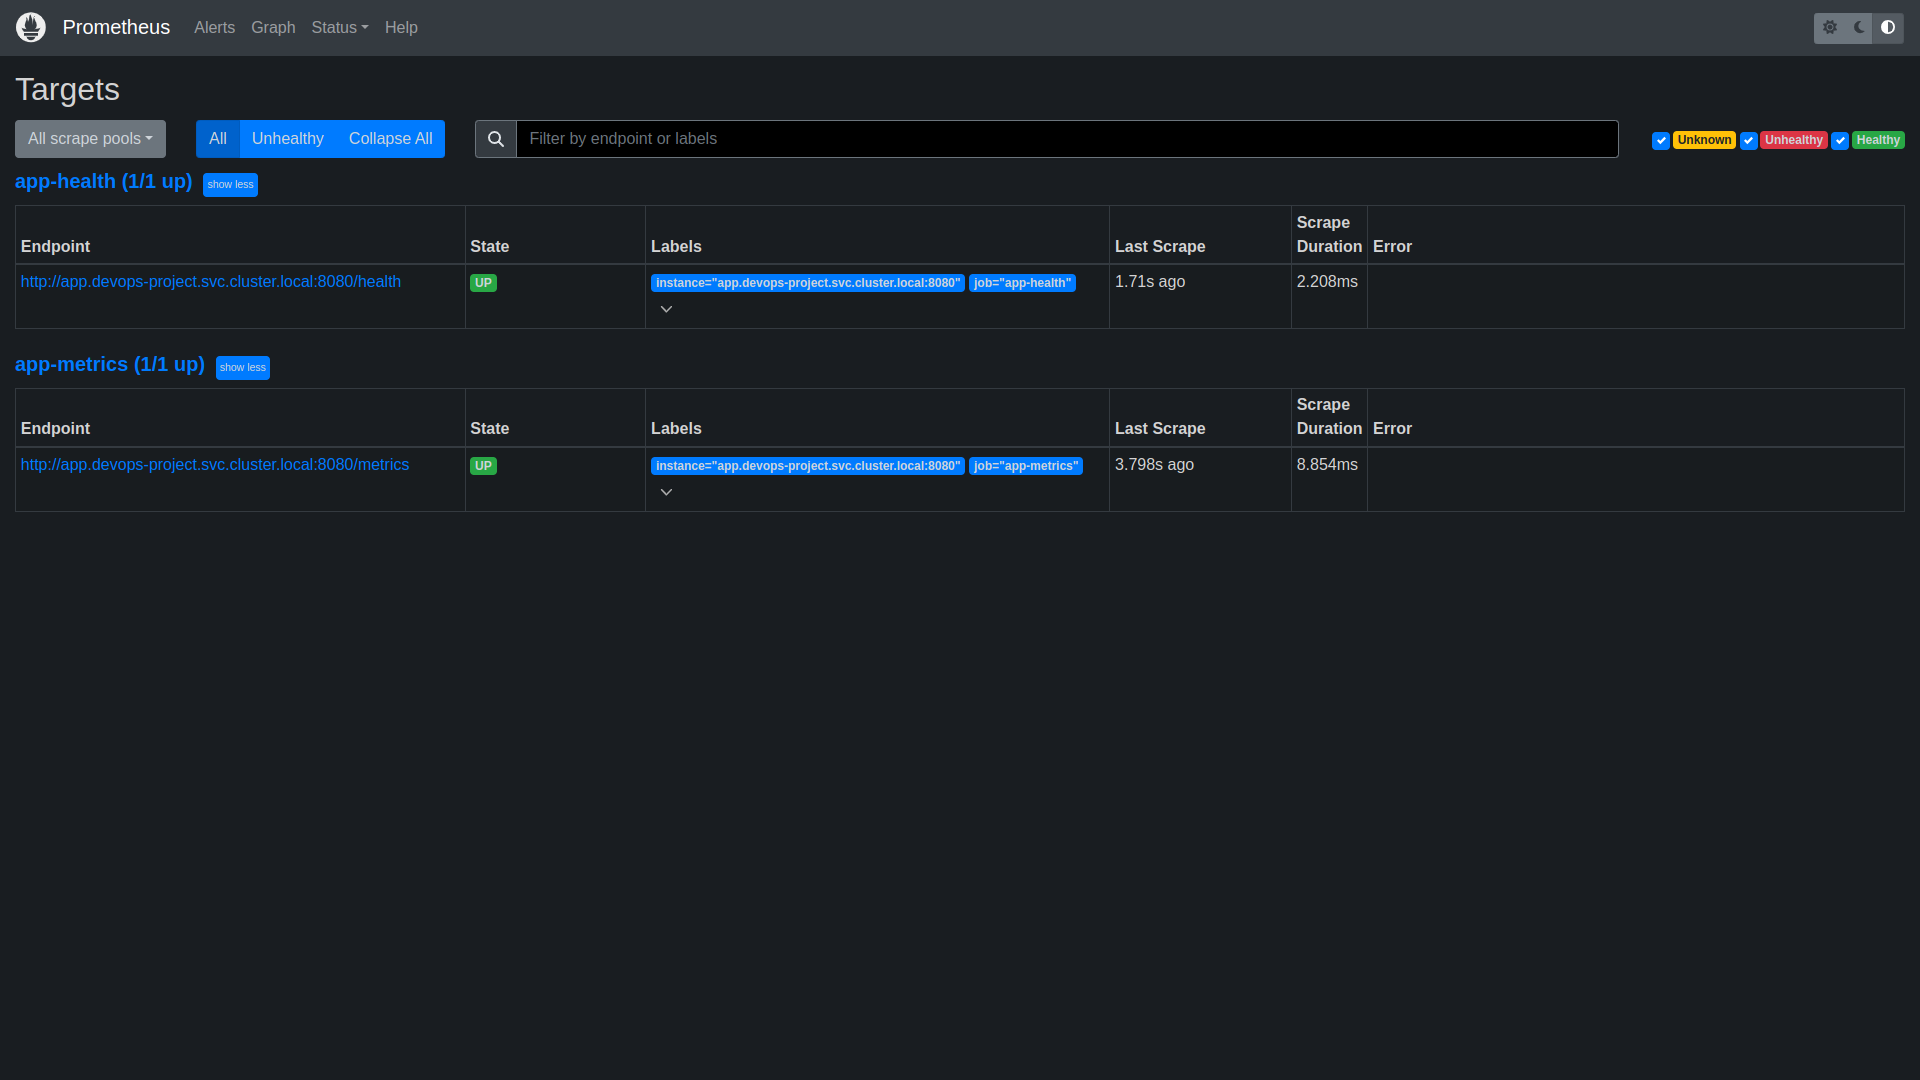 Prometheus Alerts Graph Status Help
Targets
All scrape pools All Unhealthy Collapse All Filter by endpoint or labels Unknown Unhealthy Healthy
app-health (1/1 up) show less
Endpoint State Labels Last Scrape Scrape Duration Error
http://app.devops-project.svc.cluster.local:8080/health UP instance="app.devops-project.svc.cluster.local:8080" job="app-health" 1.71s ago 2.208ms
app-metrics (1/1 up) show less
Endpoint State Labels Last Scrape Scrape Duration Error
http://app.devops-project.svc.cluster.local:8080/metrics UP instance="app.devops-project.svc.cluster.local:8080" job="app-metrics" 3.798s ago 8.854ms